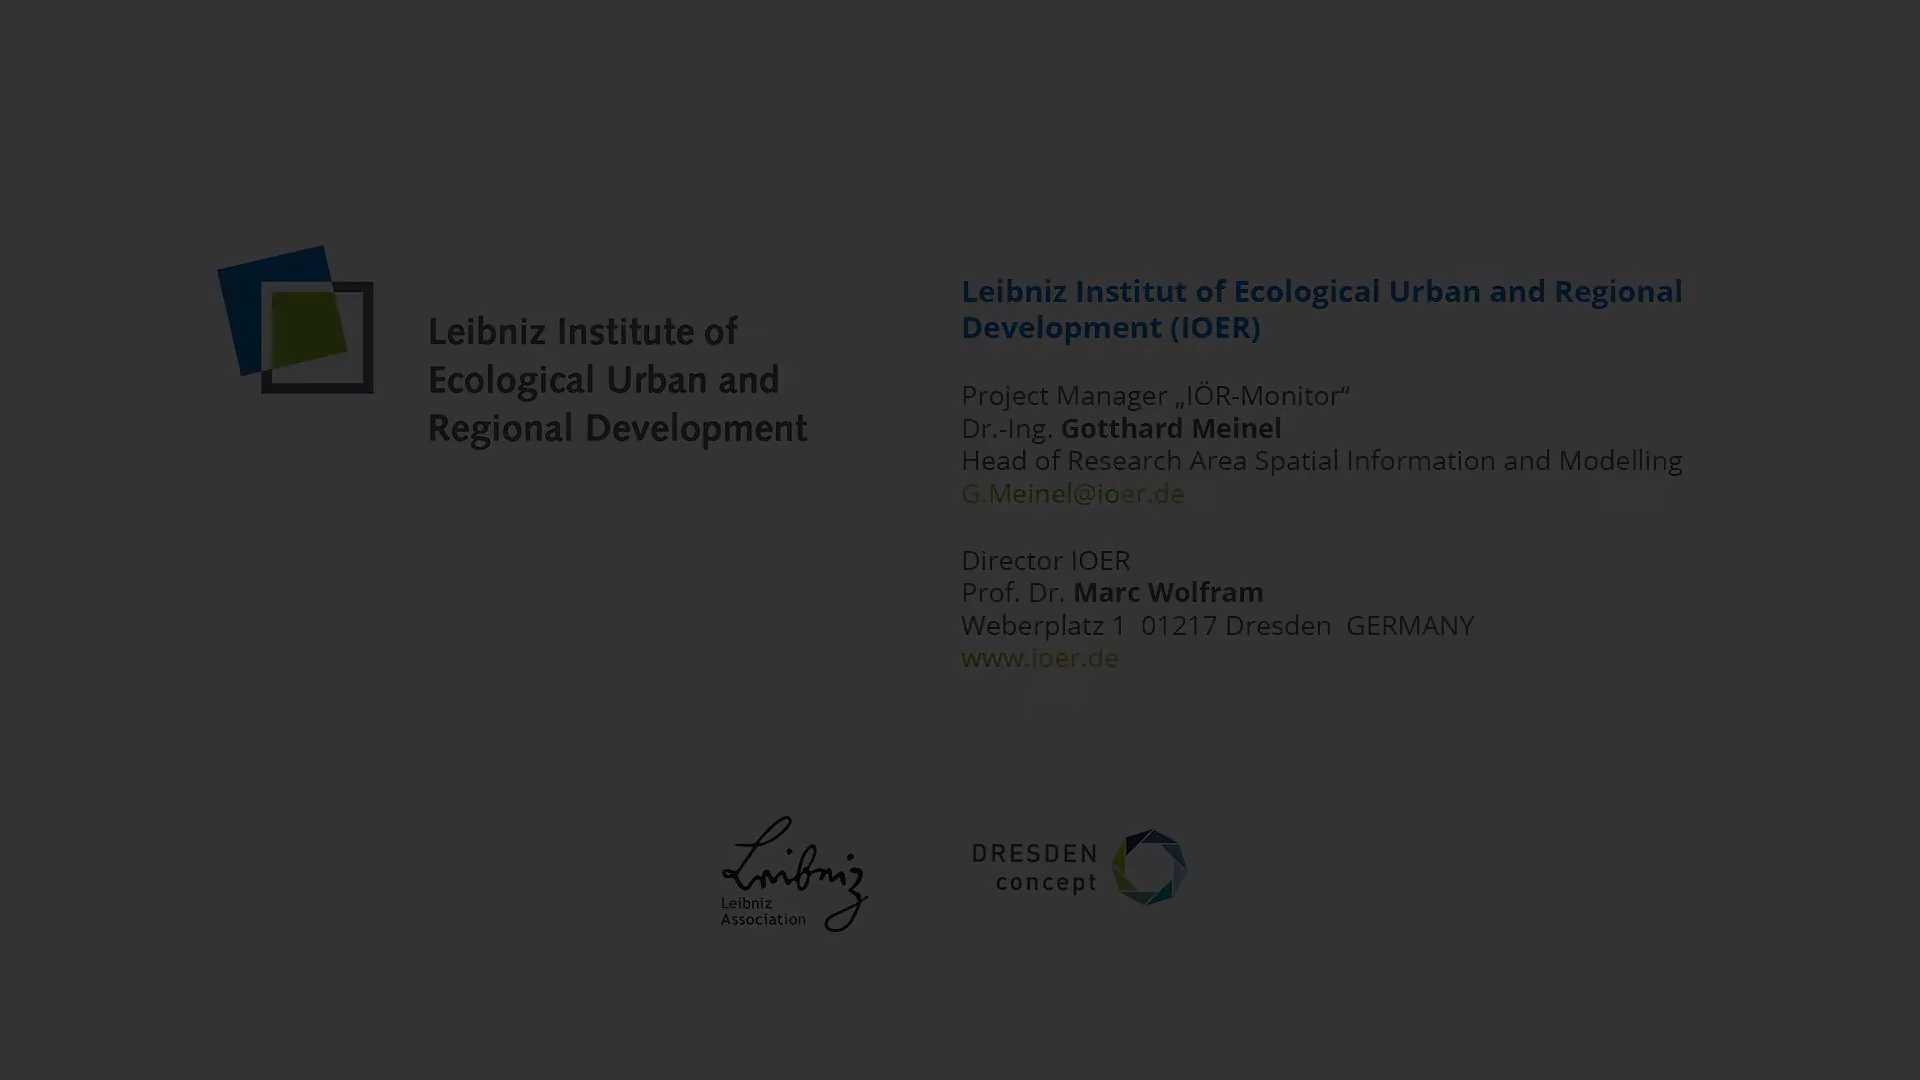 Leibniz Institute of
Ecological Urban and
Regional Development
Leibniz Institut of Ecological Urban and Regional
Development (IOER)
Project Manager „IÖR-Monitor“
Dr.-Ing. Gotthard Meinel
Head of Research Area Spatial Information and Modelling
G.Meinel@ioer.de
Director IOER
Prof. Dr. Marc Wolfram
Weberplatz 1 01217 Dresden GERMANY
www.ioer.de
Leibniz
Leibniz
Association
DRESDEN
concept